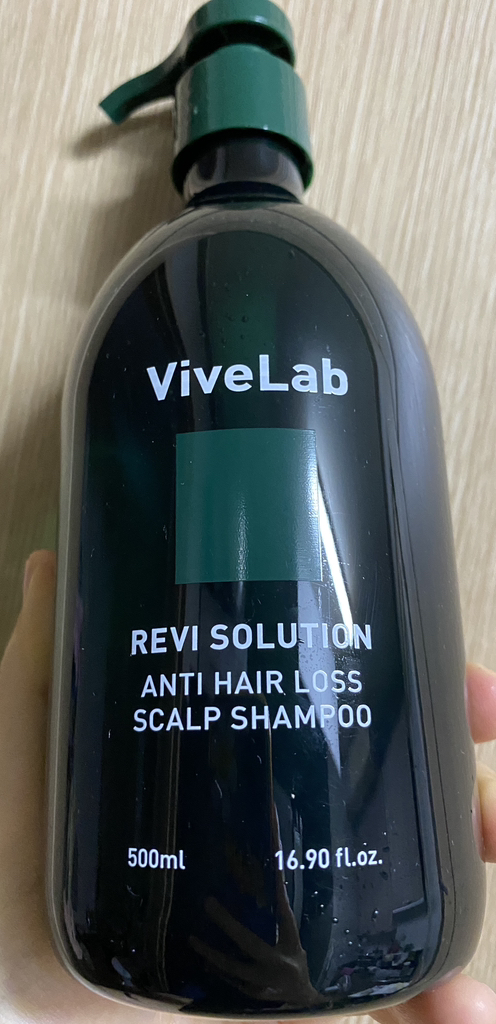 ViveLab
REVI SOLUTION
ANTI HAIR LOSS
SCALP SHAMPOO
500ml 16.90 fl.oz.